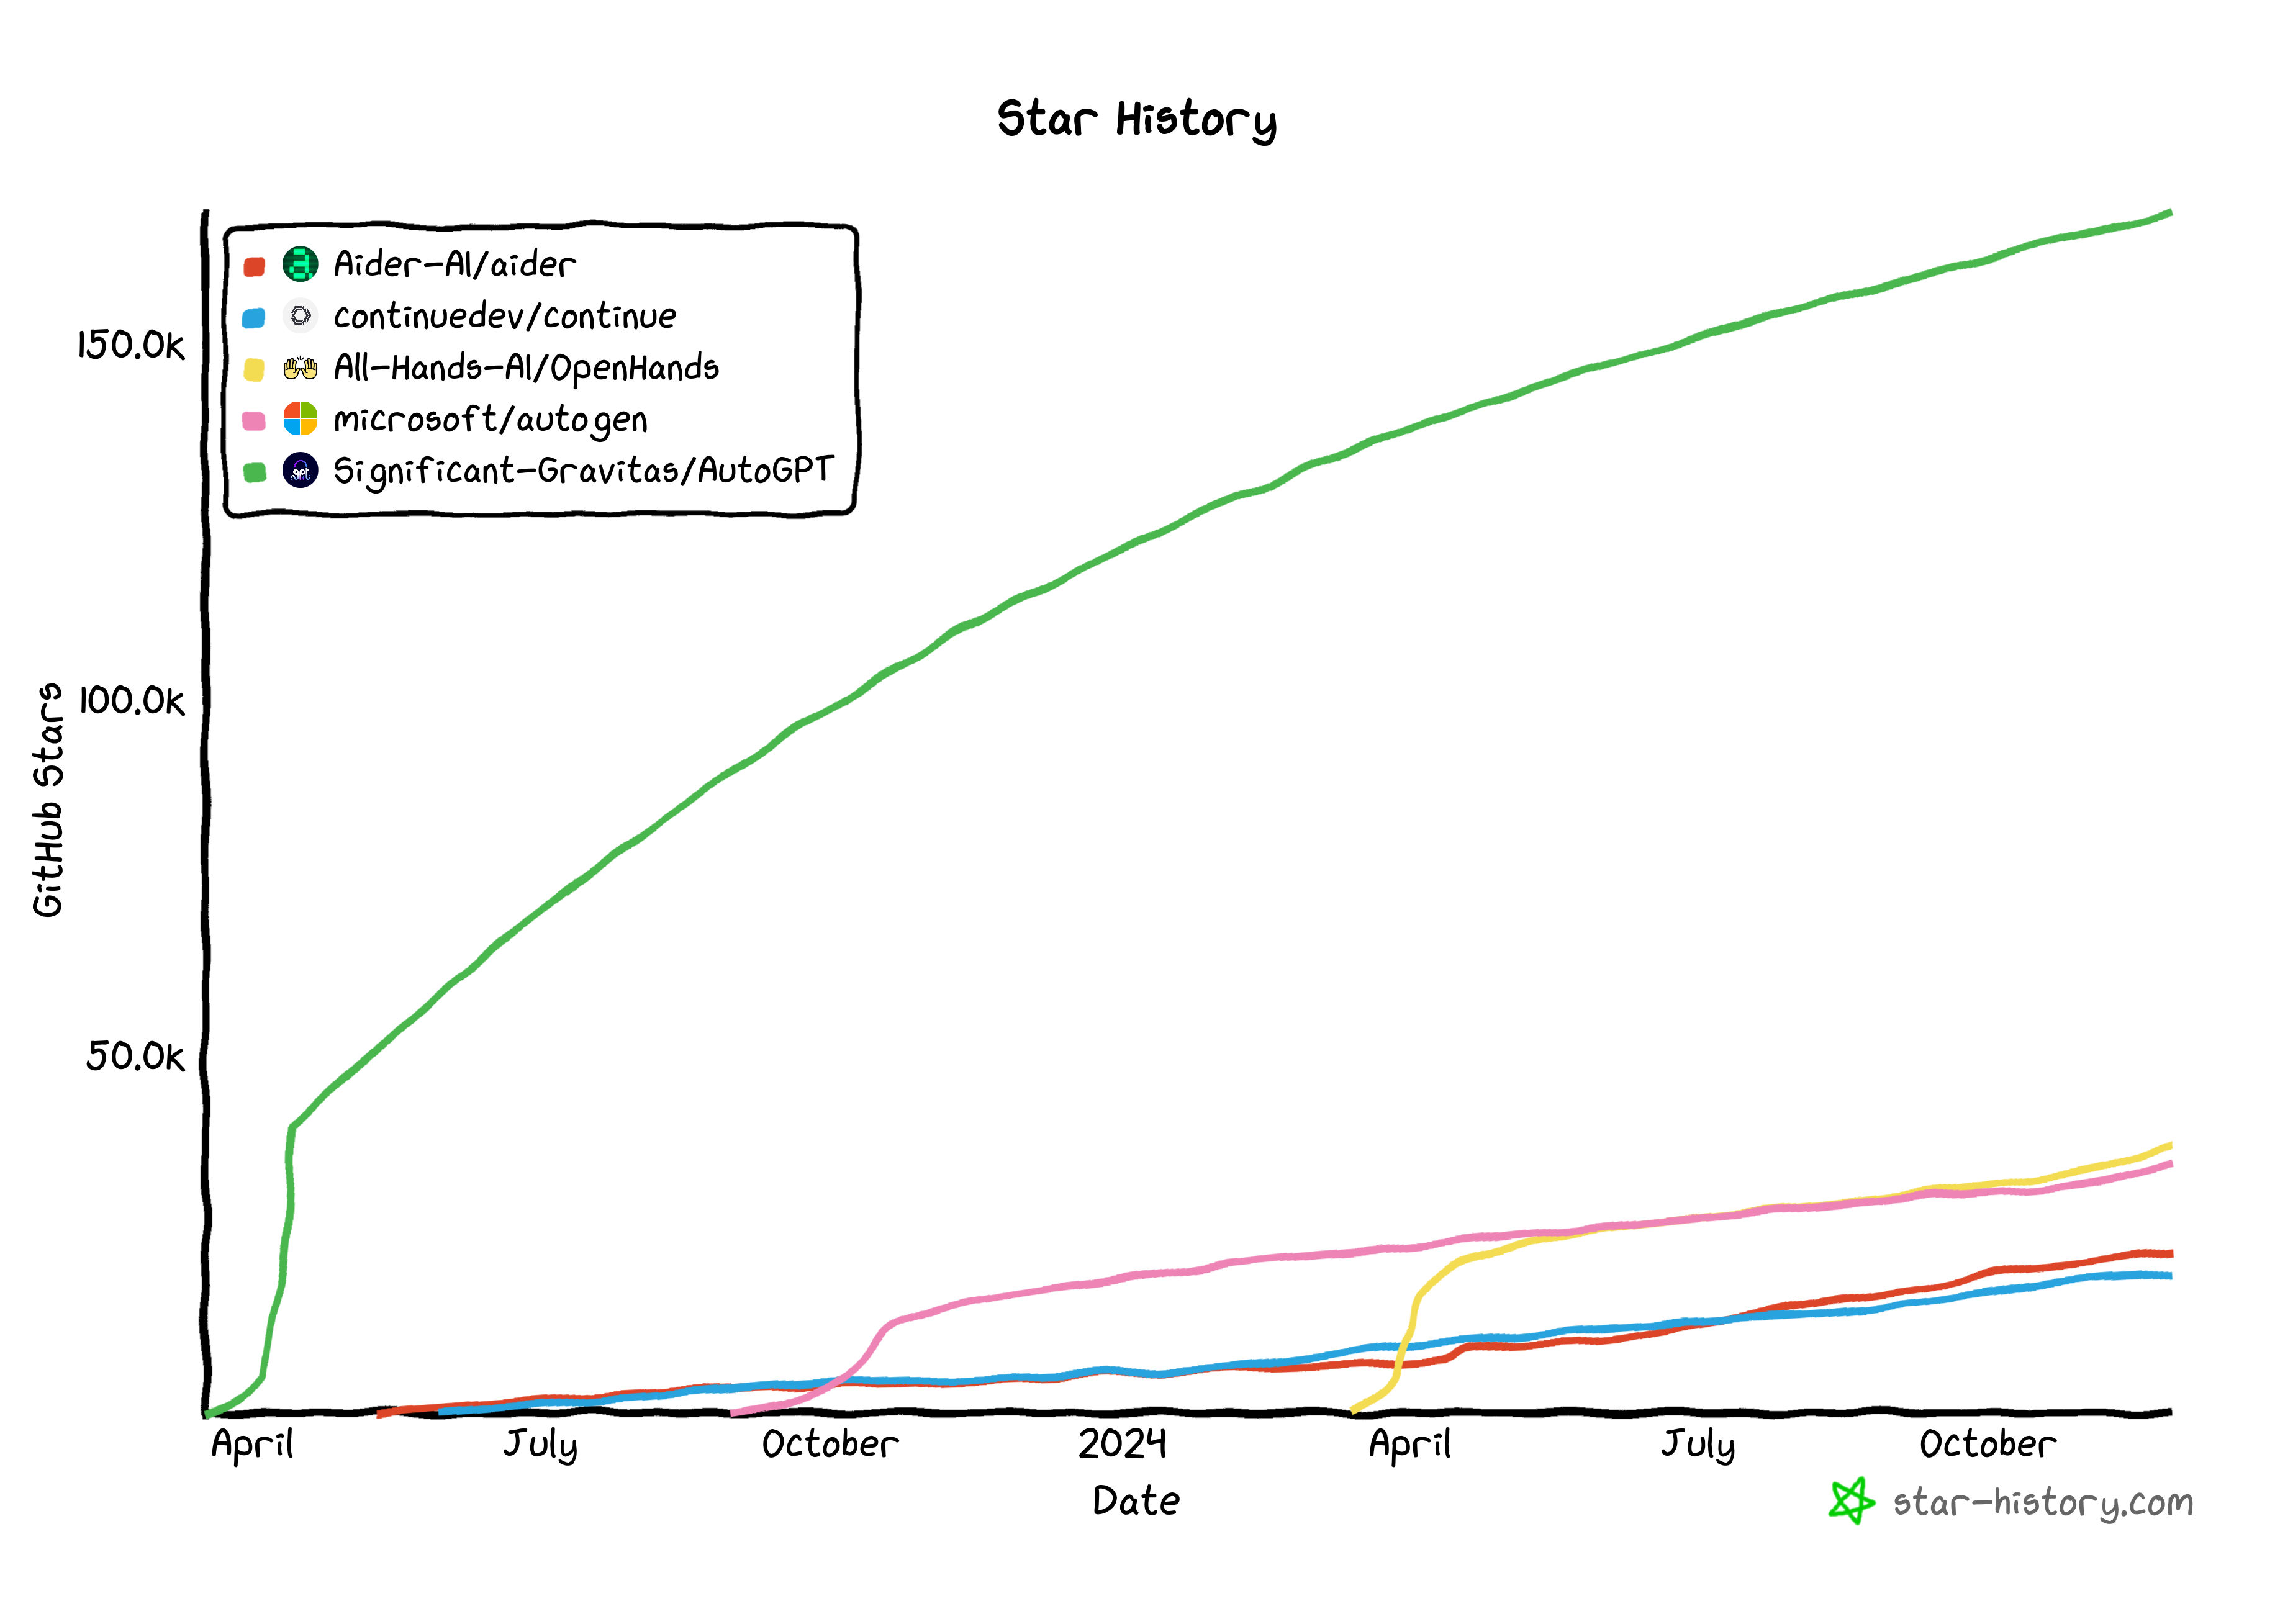 Star History
Aider-AI/aider
continuedev/continue
All-Hands-AI/OpenHands
microsoft/autogen
gpt
Significant-Gravitas/AutoGPT
150.0k
100.0k
50.0k
GitHub Stars
April
July
October
2024
April
July
October
Date
star-history.com